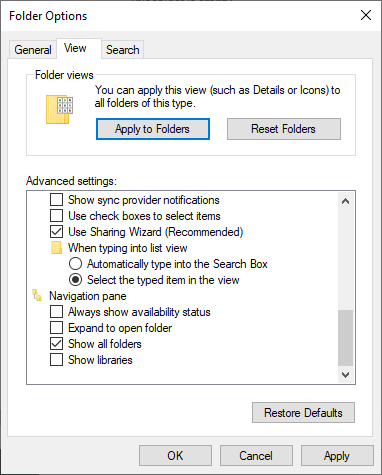 Folder Options
General
View
Search
Folder views
You can apply this view (such as Details or Icons) to
all folders of this type.
Apply to Folders
Reset Folders
Advanced settings:
Show sync provider notifications
Use check boxes to select items
Use Sharing Wizard (Recommended)
When typing into list view
Automatically type into the Search Box
Select the typed item in the view
Navigation pane
Always show availability status
Expand to open folder
Show all folders
Show libraries
Restore Defaults
OK
Cancel
Apply